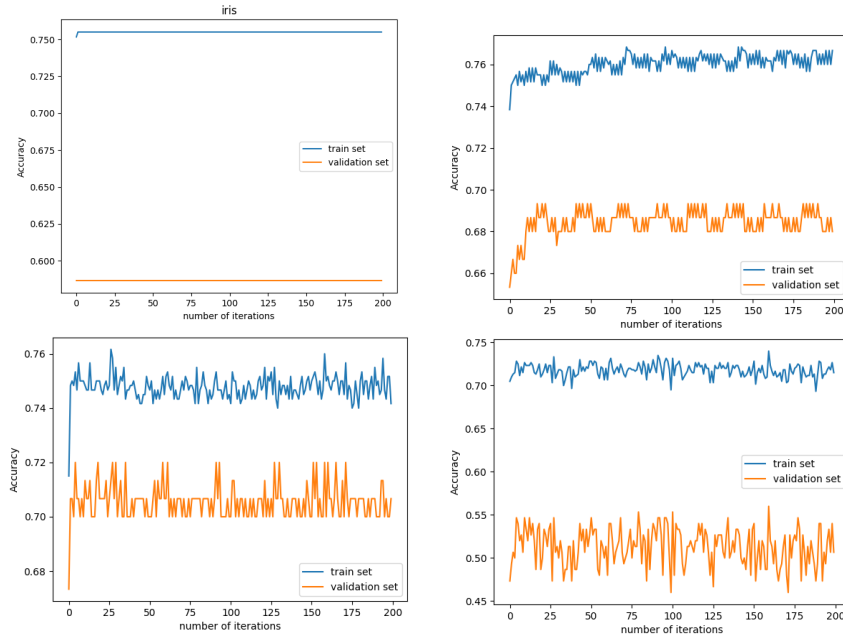 iris
0.750
0.725
0.700
0.675
0.650
0.625
0.600
Accuracy
train set
validation set
0 25 50 75 100 125 150 175 200
number of iterations
0.76
0.74
0.72
0.70
0.68
0.66
Accuracy
train set
validation set
0 25 50 75 100 125 150 175 200
number of iterations
0.76
0.74
0.72
0.70
0.68
Accuracy
train set
validation set
0 25 50 75 100 125 150 175 200
number of iterations
0.75
0.70
0.65
0.60
0.55
0.50
0.45
Accuracy
train set
validation set
0 25 50 75 100 125 150 175 200
number of iterations